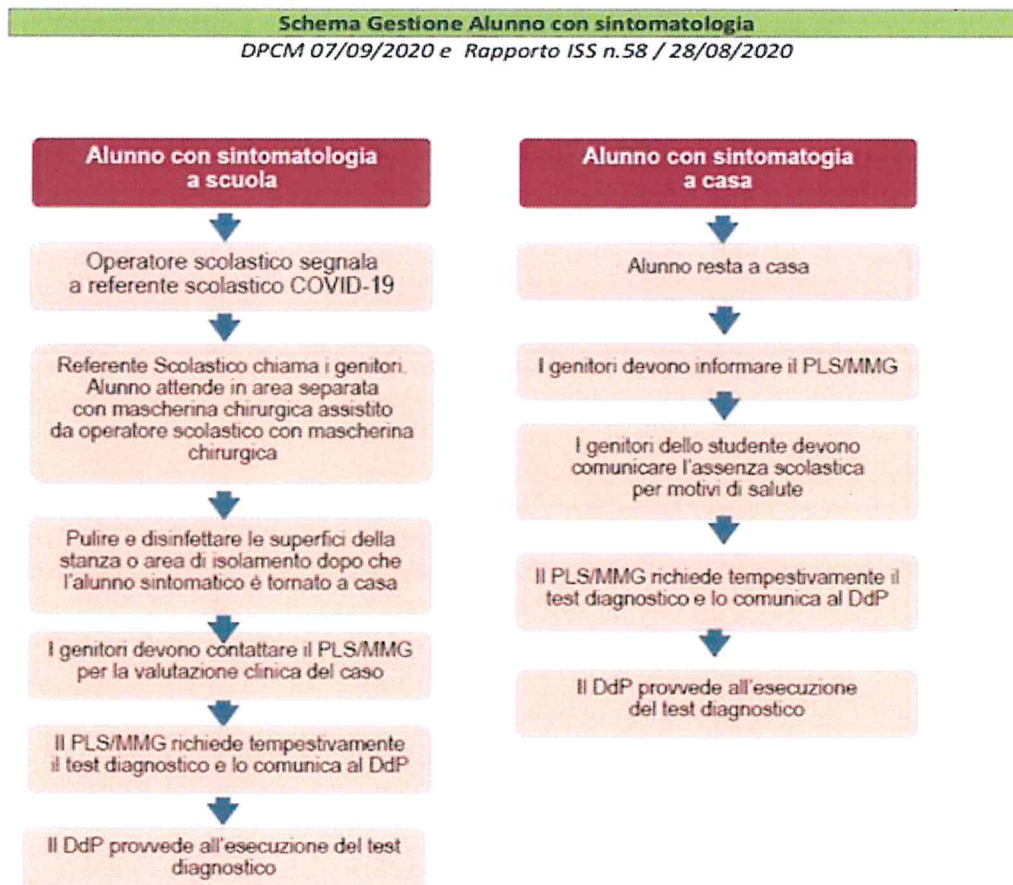 Schema Gestione Alunno con sintomatologia
DPCM 07/09/2020 e Rapporto ISS n.58 / 28/08/2020
Alunno con sintomatologia
a scuola
Operatore scolastico segnala
a referente scolastico COVID-19
Referente Scolastico chiama i genitori.
Alunno attende in area separata
con mascherina chirurgica assistito
da operatore scolastico con mascherina
chirurgica
Pulire e disinfettare le superfici della
stanza o area di isolamento dopo che
l'alunno sintomatico è tornato a casa
I genitori devono contattare il PLS/MMG
per la valutazione clinica del caso
Il PLS/MMG richiede tempestivamente
il test diagnostico e lo comunica al DdP
Il DdP provvede all'esecuzione del test
diagnostico
Alunno con sintomatogia
a casa
Alunno resta a casa
I genitori devono informare il PLS/MMG
I genitori dello studente devono
comunicare l'assenza scolastica
per motivi di salute
Il PLS/MMG richiede tempestivamente il
test diagnostico e lo comunica al DdP
Il DdP provvede all'esecuzione
del test diagnostico